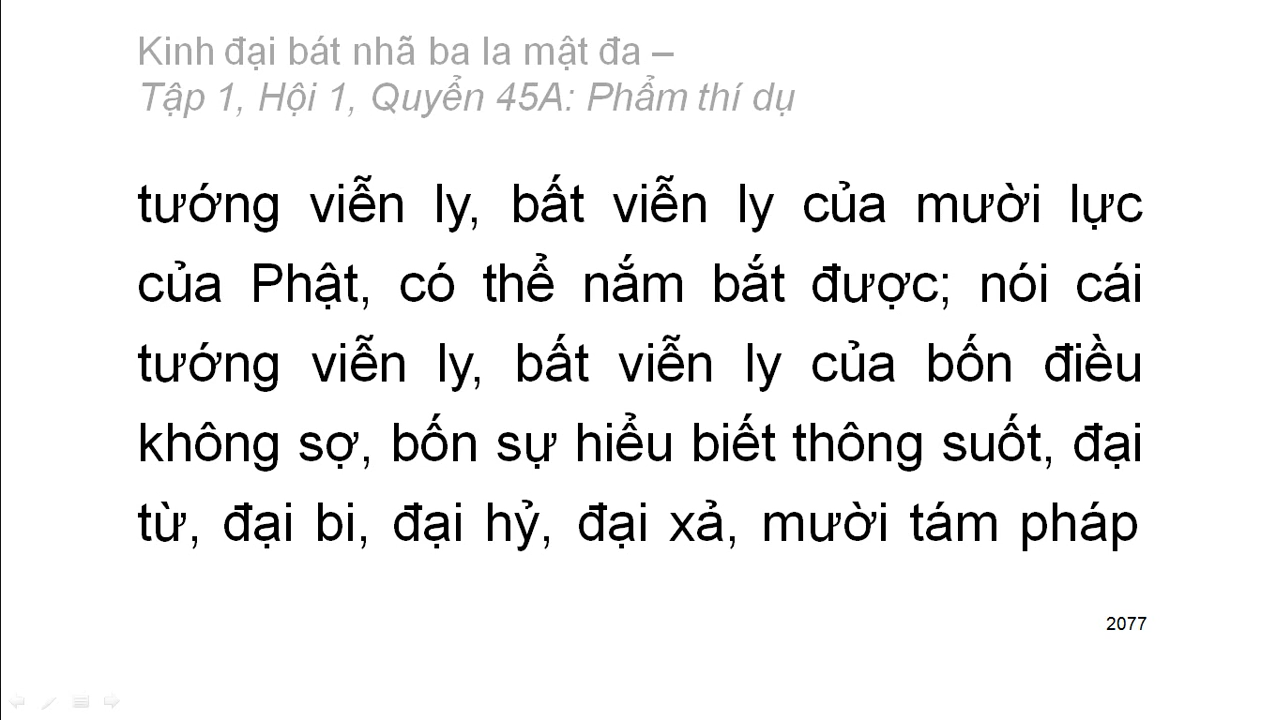 Kinh đại bát nhã ba la mật đa –
Tập 1, Hội 1, Quyển 45A: Phẩm thí dụ
tướng viễn ly, bất viễn ly của mười lực
của Phật, có thể nắm bắt được; nói cái
tướng viễn ly, bất viễn ly của bốn điều
không sợ, bốn sự hiểu biết thông suốt, đại
từ, đại bi, đại hỷ, đại xả, mười tám pháp
2077